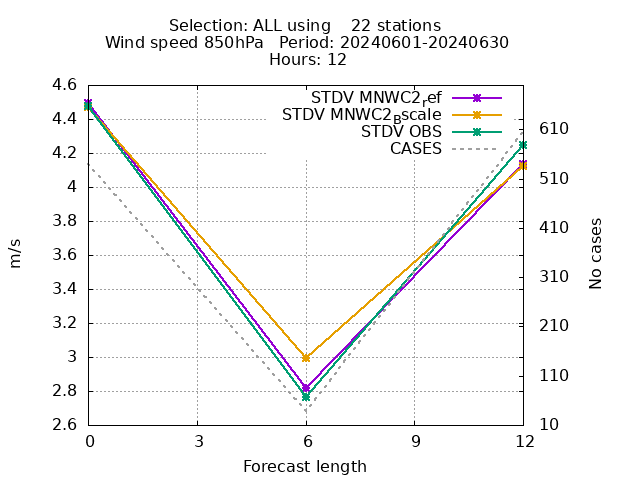 Selection: ALL using    22 stations
Wind speed 850hPa   Period: 20240601-20240630
Hours: 12
STDV MNWC2ref
STDV MNWC2Bscale
STDV OBS
CASES
4.6
4.4
4.2
4
3.8
3.6
3.4
3.2
3
2.8
2.6
m/s
610
510
410
310
210
110
10
No cases
0 3 6 9 12
Forecast length